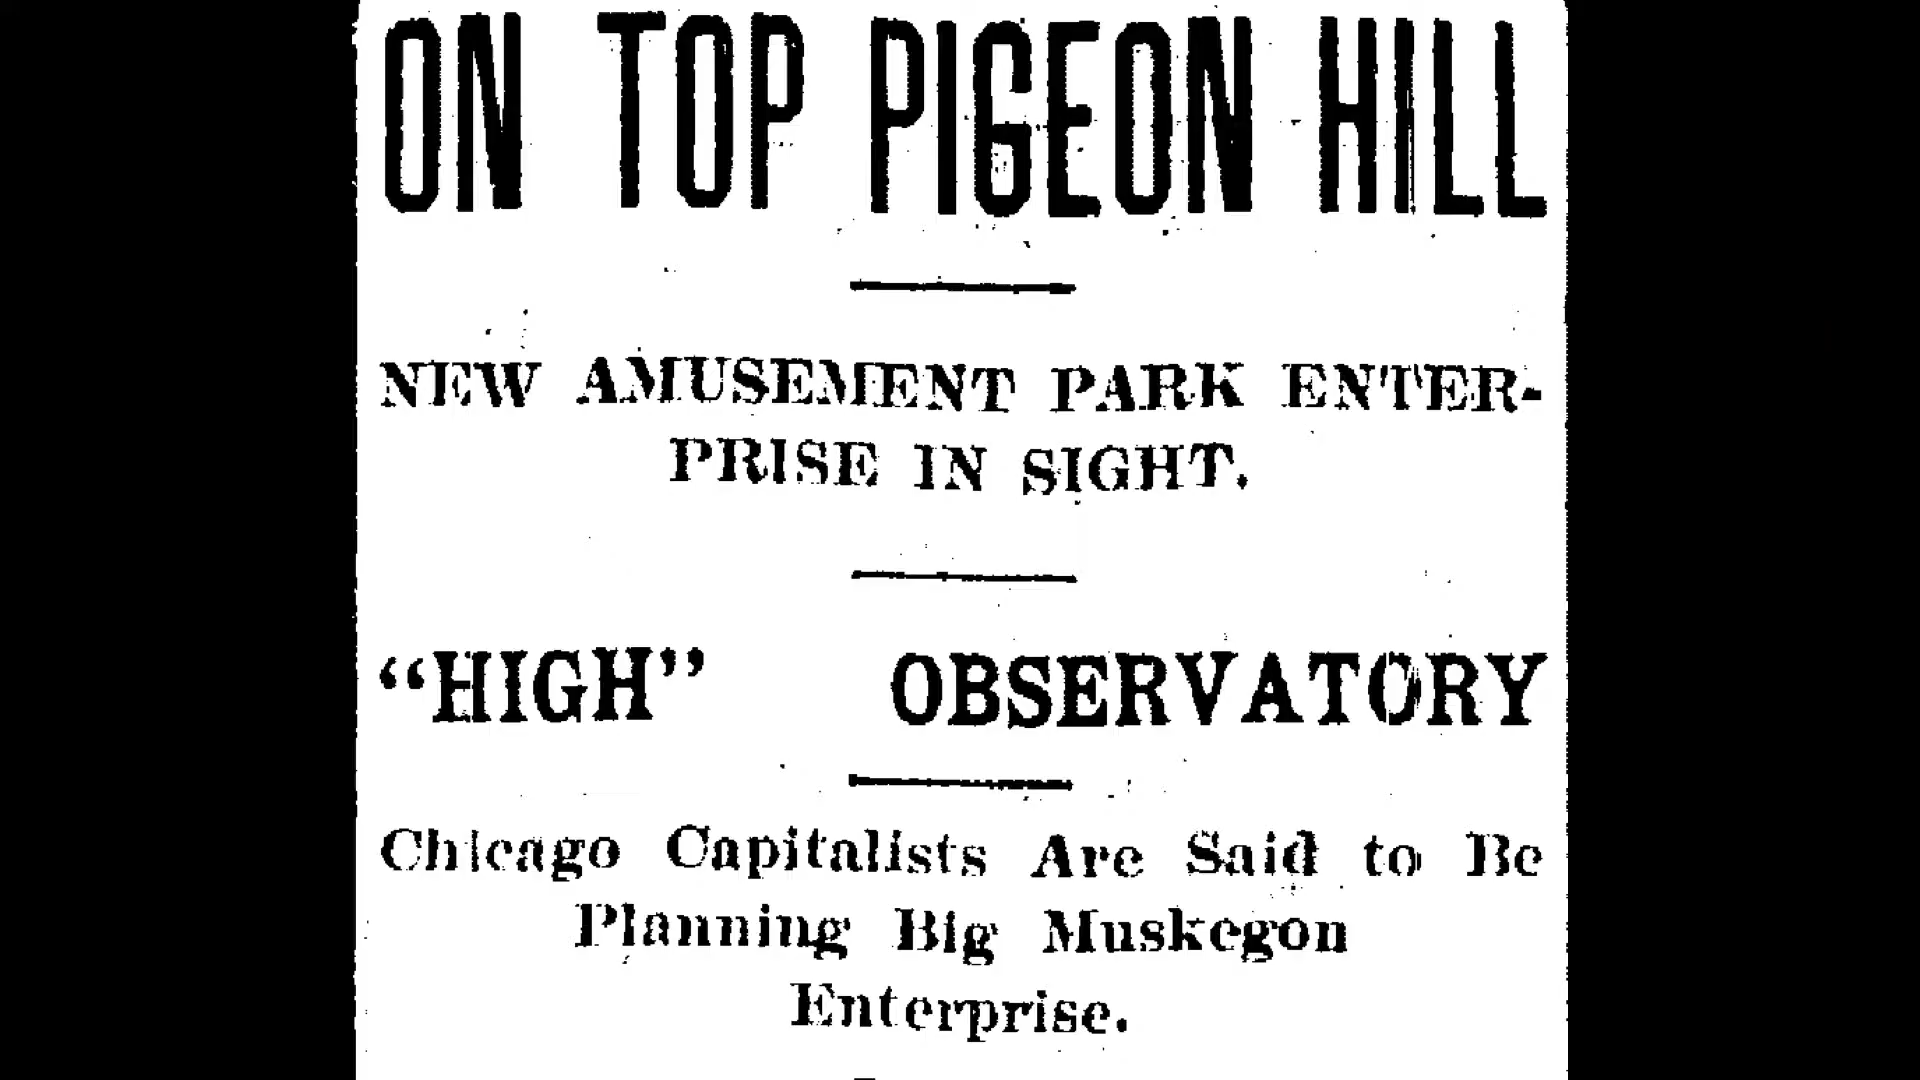 ON TOP PIGEON HILL
NEW AMUSEMENT PARK ENTER-
PRISE IN SIGHT.
"HIGH" OBSERVATORY
Chicago Capitalists Are Said to Be
Planning Big Muskegon
Enterprise.